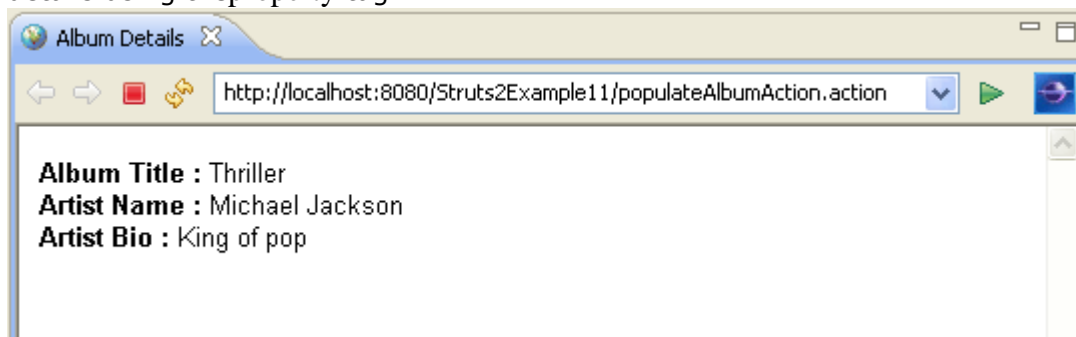 Album Details
http://localhost:8080/Struts2Example11/populateAlbumAction.action
Album Title : Thriller
Artist Name : Michael Jackson
Artist Bio : King of pop